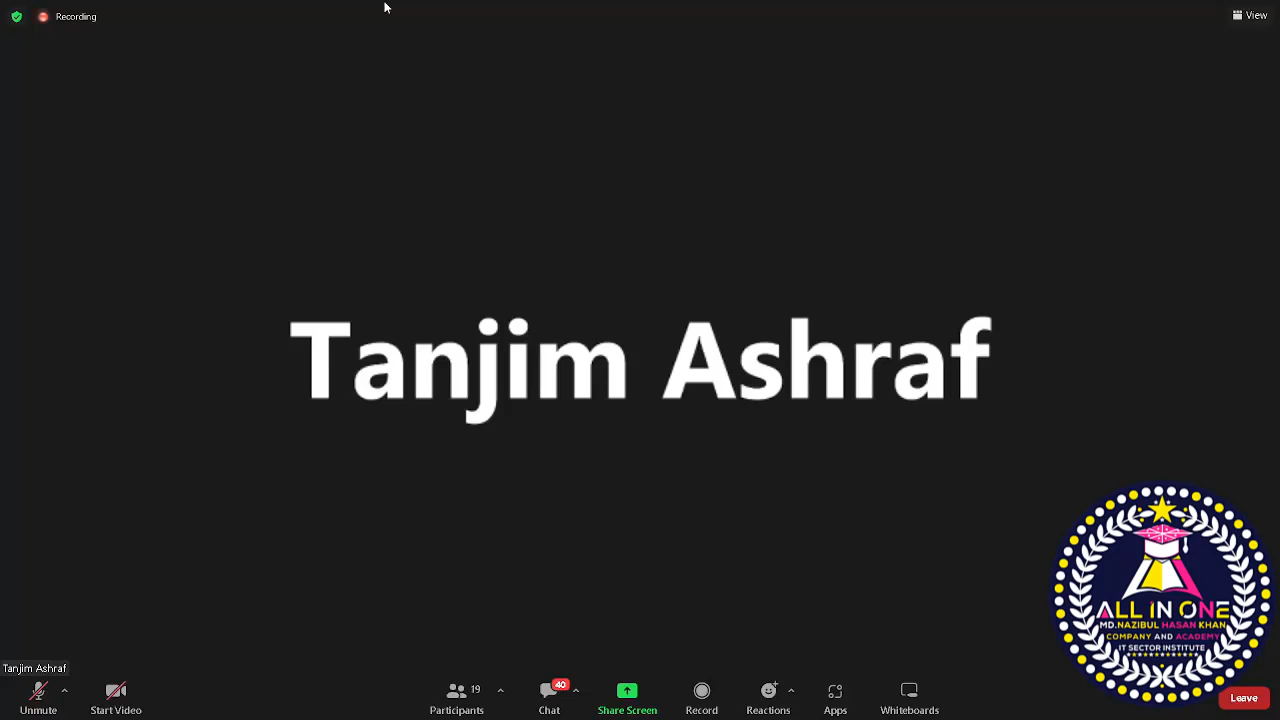 Recording
View
Tanjim Ashraf
ALL IN ONE
MD.NAZIBUL HASAN KHAN
COMPANY AND ACADEMY
IT SECTOR INSTITUTE
Tanjim Ashraf
Unmute
Start Video
Participants
19
Chat
40
Share Screen
Record
Reactions
Apps
Whiteboards
Leave